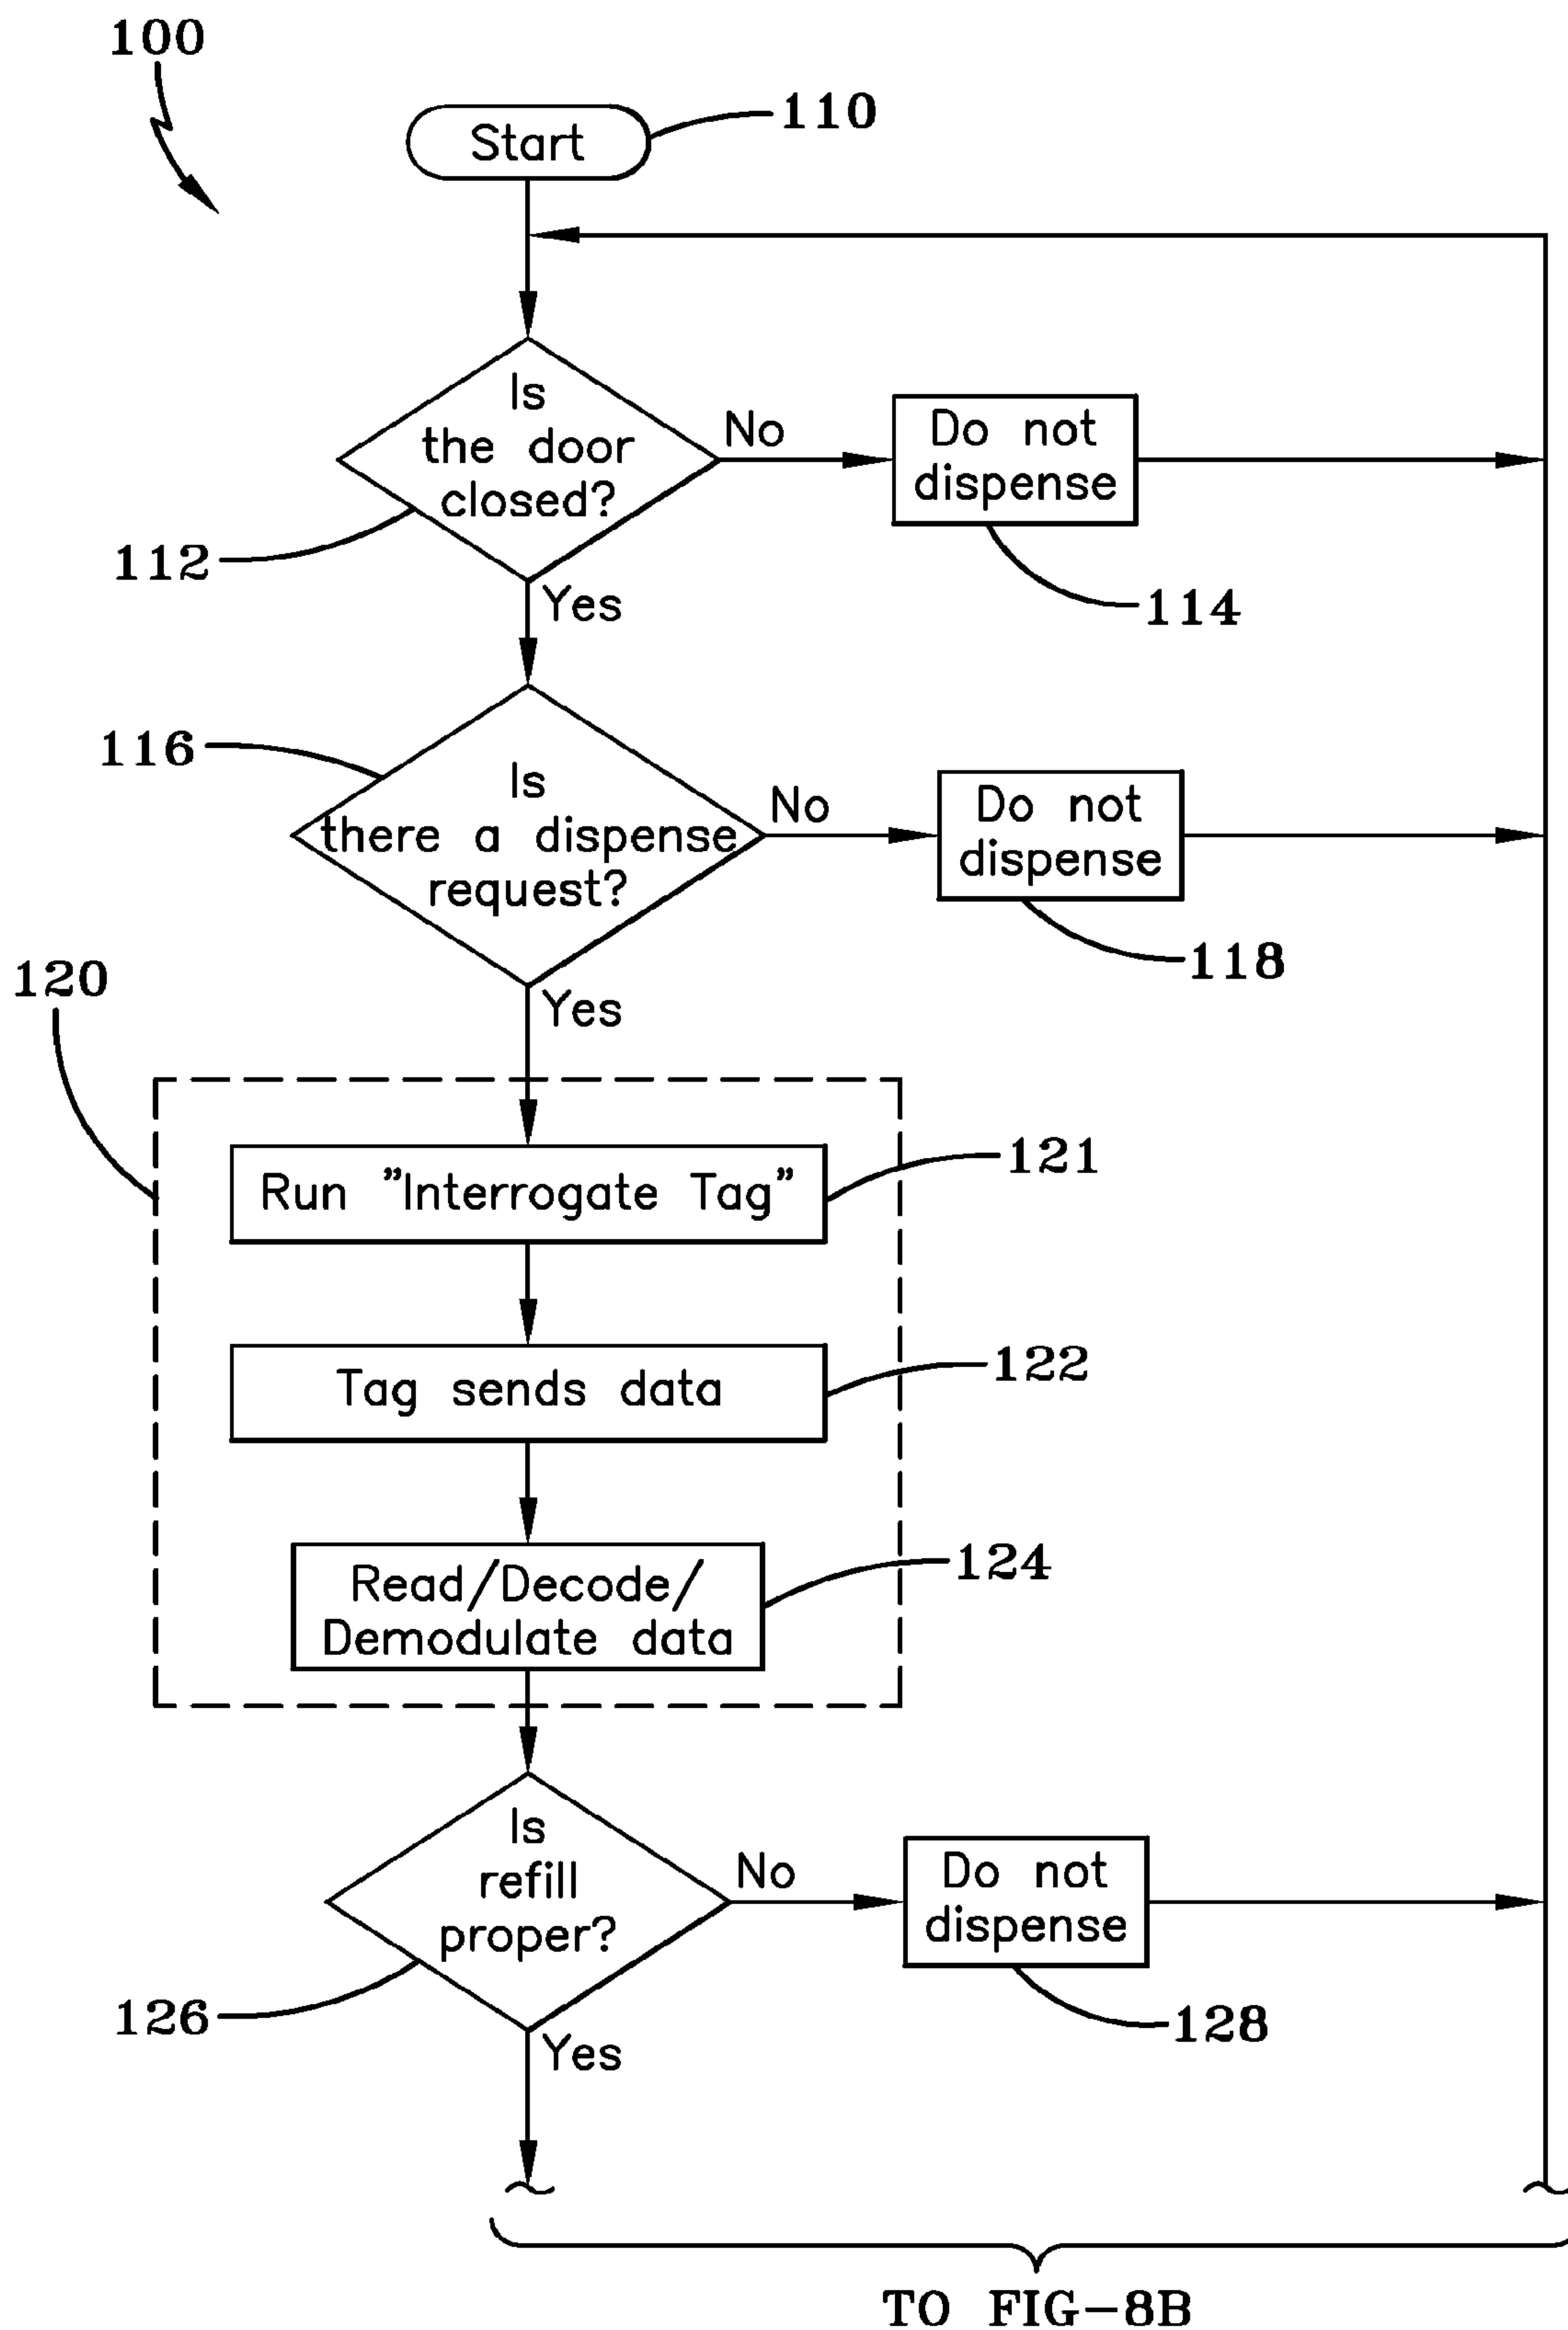 100
Start
110
Is
the door
closed?
No
Do not
dispense
112
Yes
114
116
Is
there a dispense
request?
No
Do not
dispense
118
120
Yes
Run "Interrogate Tag"
121
Tag sends data
122
Read/Decode/
Demodulate data
124
Is
refill
proper?
No
Do not
dispense
126
Yes
128
TO FIG-8B